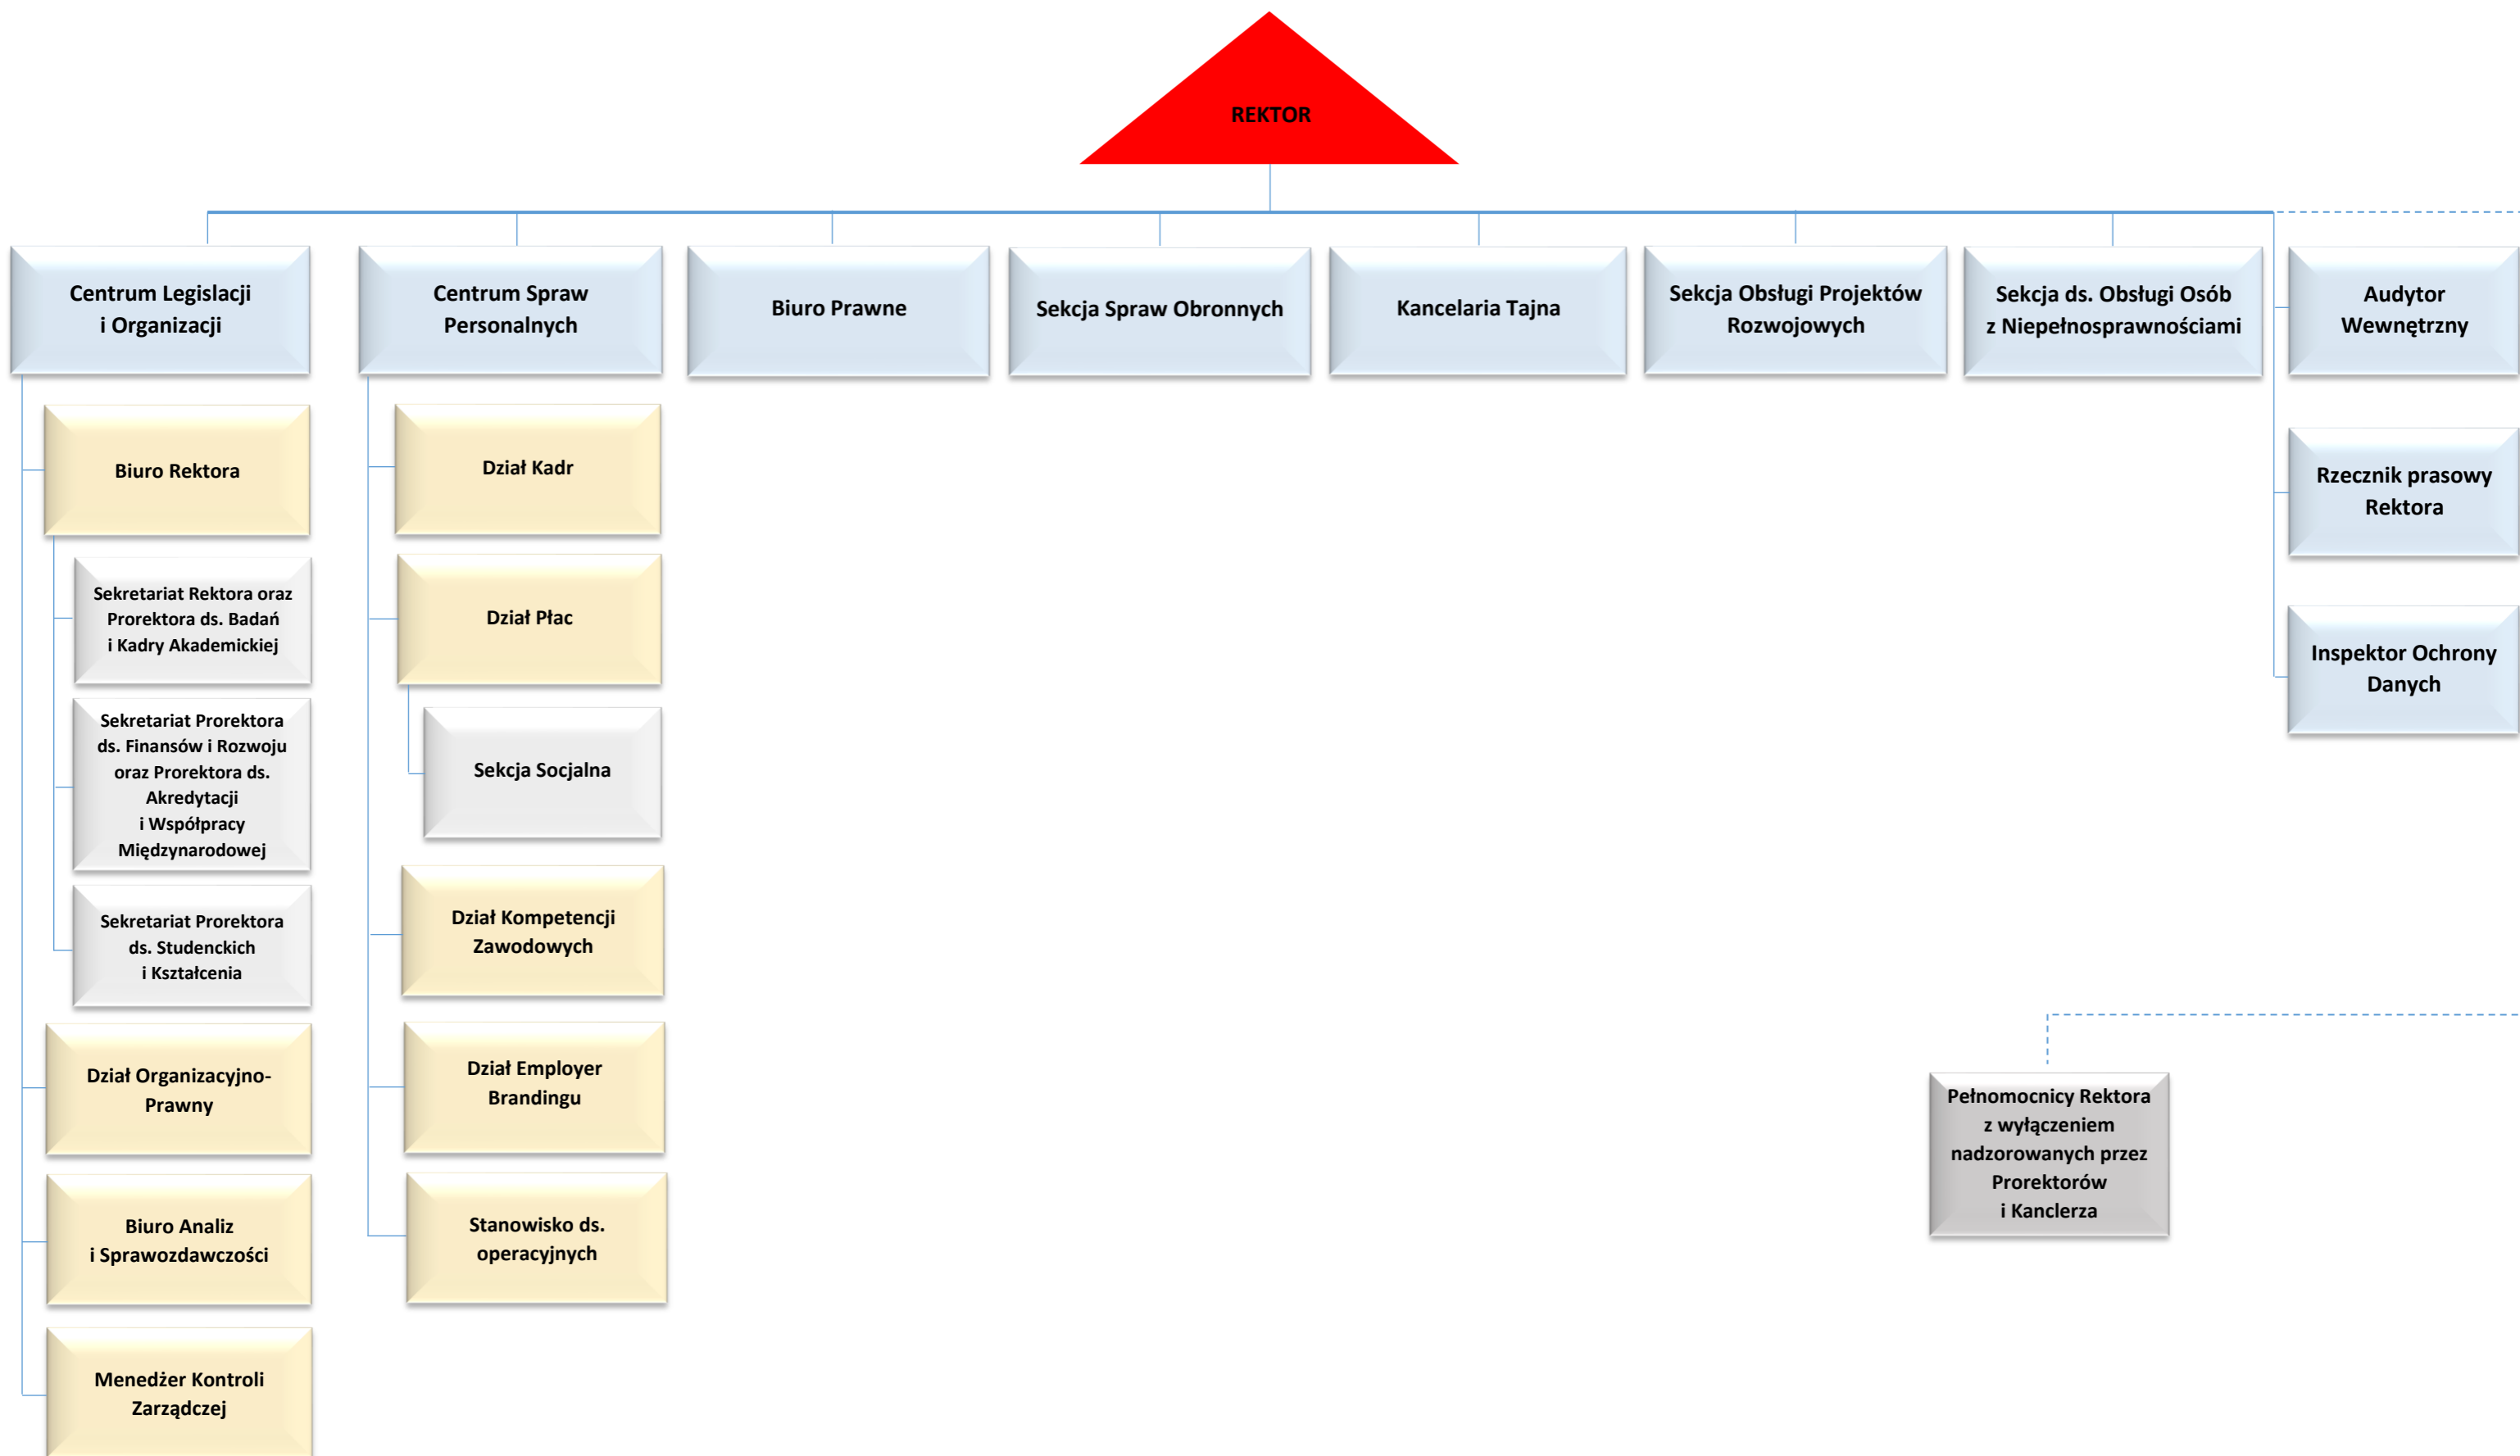 REKTOR
Centrum Legislacji
i Organizacji
Centrum Spraw
Personalnych
Biuro Prawne
Sekcja Spraw Obronnych
Kancelaria Tajna
Sekcja Obsługi Projektów
Rozwojowych
Sekcja ds. Obsługi Osób
z Niepełnosprawnościami
Audytor
Wewnętrzny
Biuro Rektora
Sekretariat Rektora oraz
Prorektora ds. Badań
i Kadry Akademickiej
Sekretariat Prorektora
ds. Finansów i Rozwoju
oraz Prorektora ds.
Akredytacji
i Współpracy
Międzynarodowej
Sekretariat Prorektora
ds. Studenckich
i Kształcenia
Dział Organizacyjno-
Prawny
Biuro Analiz
i Sprawozdawczości
Menedżer Kontroli
Zarządczej
Dział Kadr
Dział Płac
Sekcja Socjalna
Dział Kompetencji
Zawodowych
Dział Employer
Brandingu
Stanowisko ds.
operacyjnych
Rzecznik prasowy
Rektora
Inspektor Ochrony
Danych
Pełnomocnicy Rektora
z wyłączeniem
nadzorowanych przez
Prorektorów
i Kanclerza